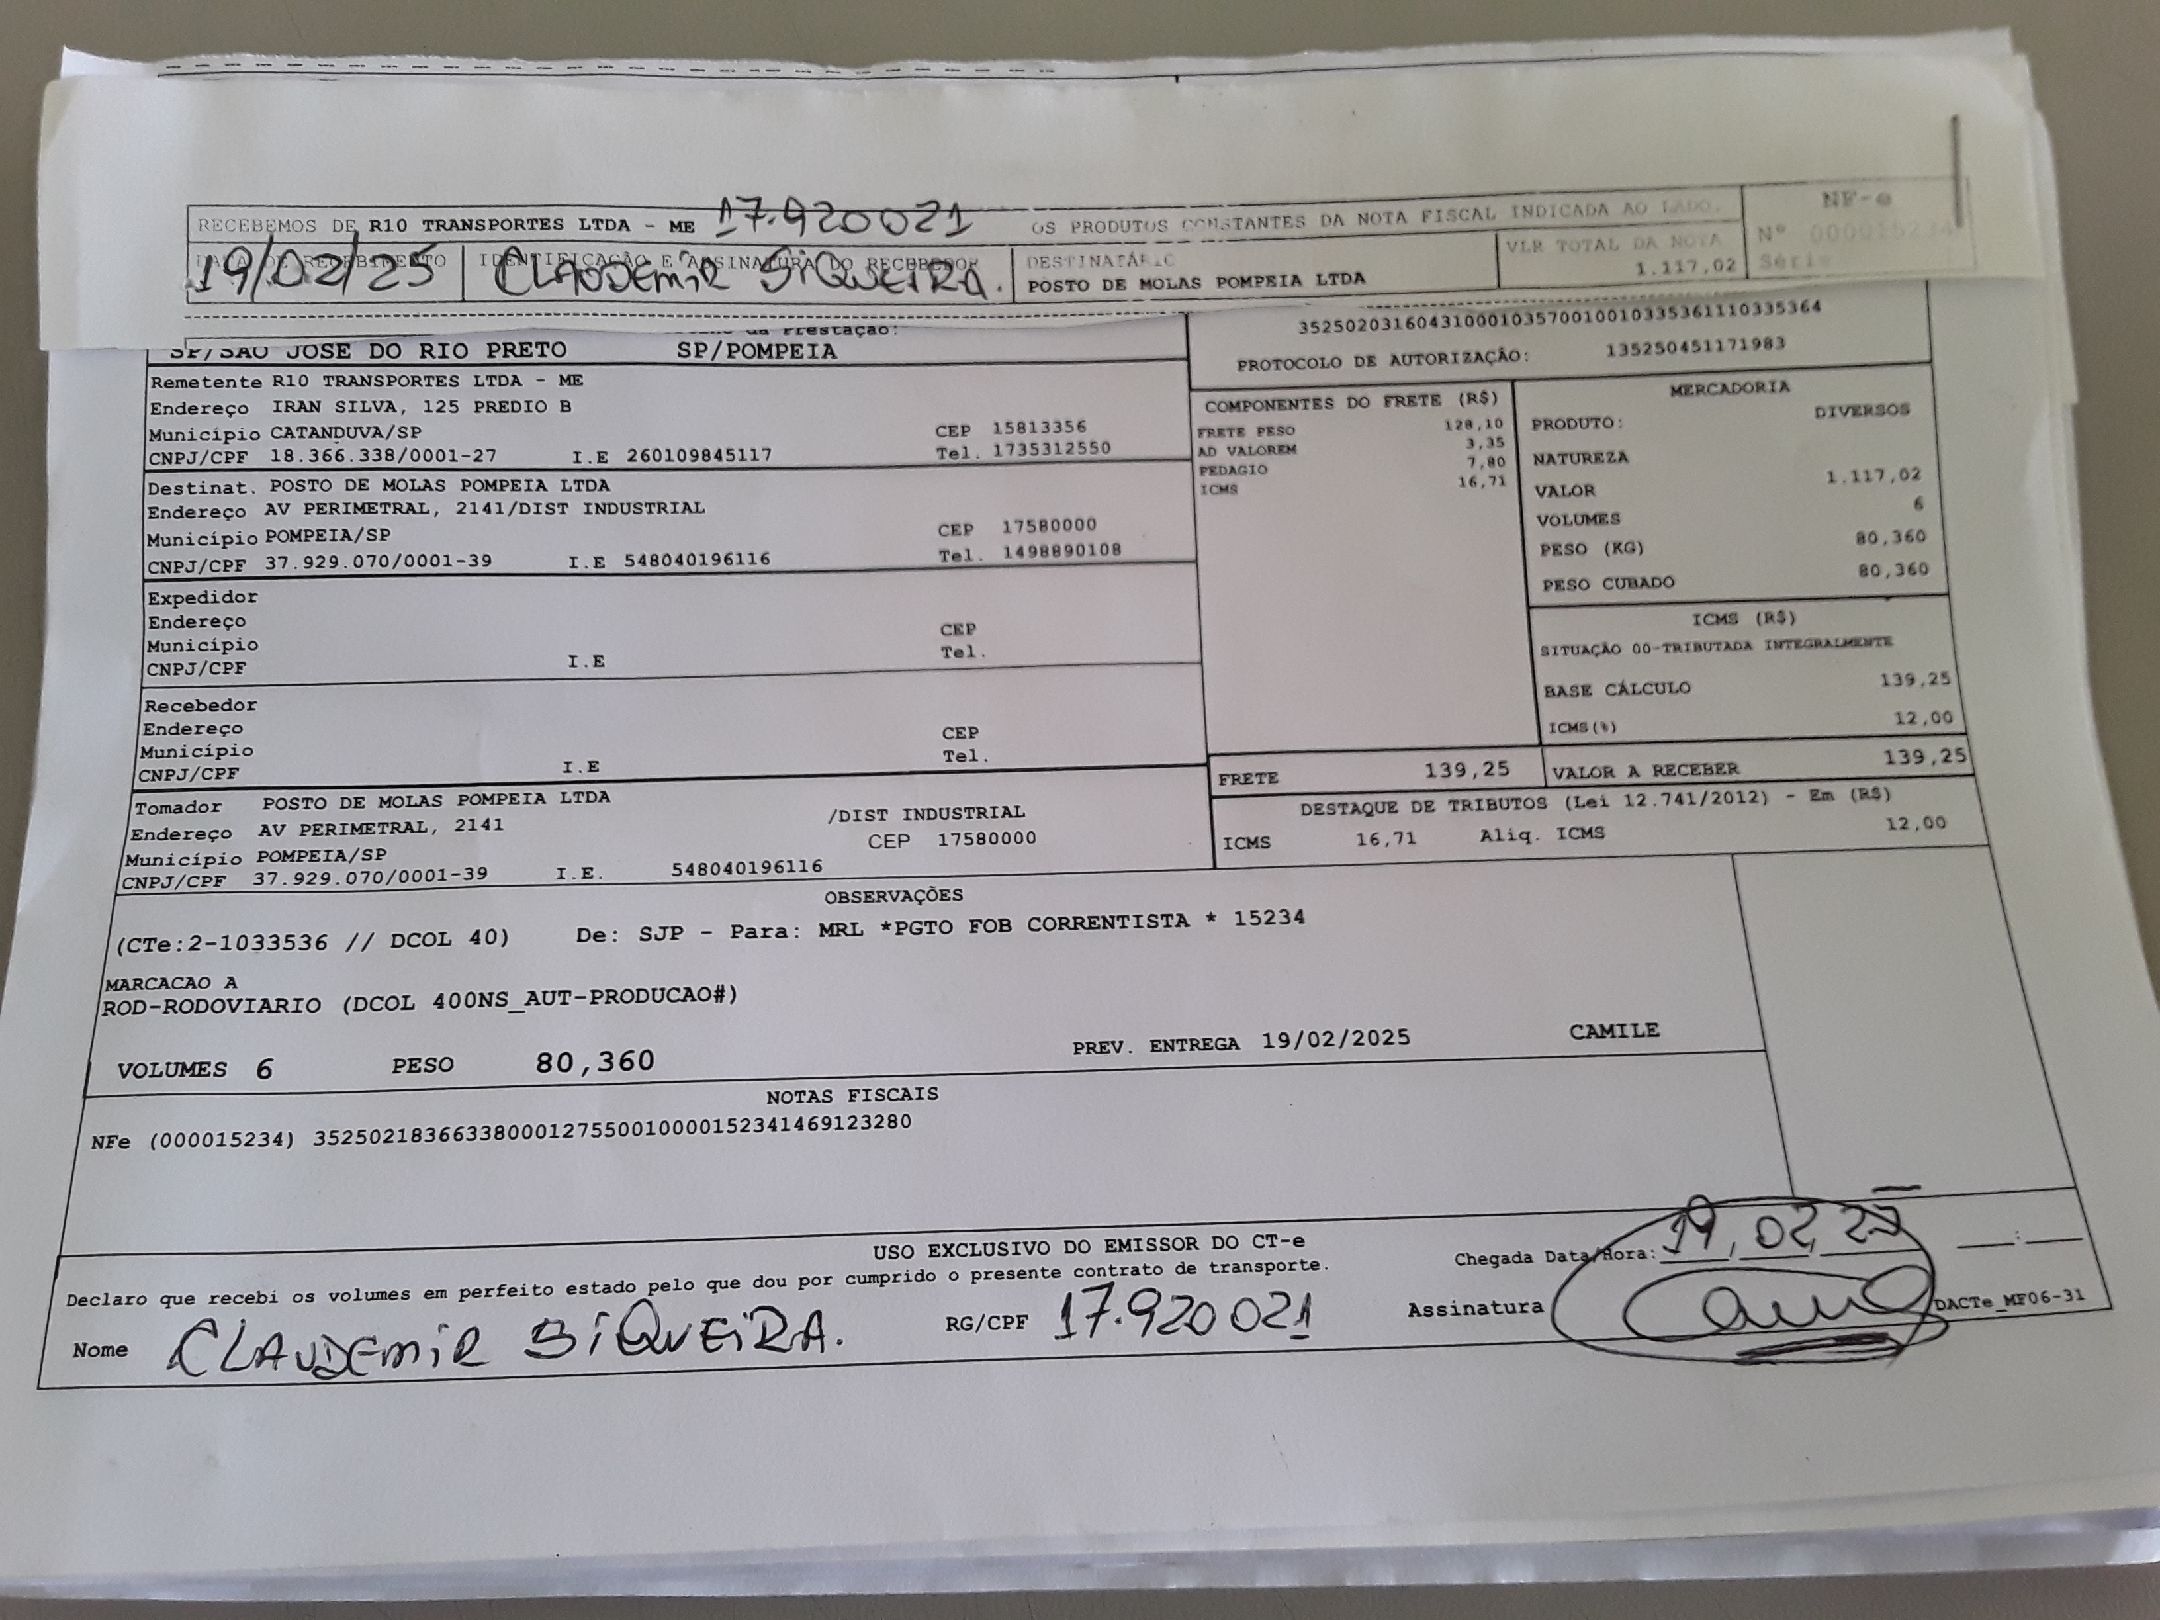 RECEBEMOS DE R10 TRANSPORTES LTDA - ME 17.920021 OS PRODUTOS CONSTANTES DA NOTA FISCAL INDICADA AO LADO.
NF-e
Nº 000015234
Série
DATA DE RECEBIMENTO
19/02/25
IDENTIFICAÇÃO E ASSINATURA DO RECEBEDOR
CLAUDEMIR SIQUEIRA.
DESTINATÁRIO
POSTO DE MOLAS POMPEIA LTDA
VLR TOTAL DA NOTA
1.117,02
da Prestação:
SP/SAO JOSE DO RIO PRETO SP/POMPEIA
35250203160431000103570010010335361110335364
PROTOCOLO DE AUTORIZAÇÃO: 135250451171983
Remetente R10 TRANSPORTES LTDA - ME
Endereço IRAN SILVA, 125 PREDIO B
Município CATANDUVA/SP CEP 15813356
CNPJ/CPF 18.366.338/0001-27 I.E 260109845117 Tel. 1735312550
Destinat. POSTO DE MOLAS POMPEIA LTDA
Endereço AV PERIMETRAL, 2141/DIST INDUSTRIAL
Município POMPEIA/SP CEP 17580000
CNPJ/CPF 37.929.070/0001-39 I.E 548040196116 Tel. 1498890108
Expedidor
Endereço
Município CEP
CNPJ/CPF I.E Tel.
Recebedor
Endereço
Município CEP
CNPJ/CPF I.E Tel.
Tomador POSTO DE MOLAS POMPEIA LTDA
Endereço AV PERIMETRAL, 2141 /DIST INDUSTRIAL
Município POMPEIA/SP CEP 17580000
CNPJ/CPF 37.929.070/0001-39 I.E. 548040196116
COMPONENTES DO FRETE (R$)
FRETE PESO 128,10
AD VALOREM 3,35
PEDAGIO 7,80
ICMS 16,71
MERCADORIA
PRODUTO: DIVERSOS
NATUREZA
VALOR 1.117,02
VOLUMES 6
PESO (KG) 80,360
PESO CUBADO 80,360
ICMS (R$)
SITUAÇÃO 00-TRIBUTADA INTEGRALMENTE
BASE CÁLCULO 139,25
ICMS(%) 12,00
FRETE 139,25 VALOR A RECEBER 139,25
DESTAQUE DE TRIBUTOS (Lei 12.741/2012) - Em (R$)
ICMS 16,71 Aliq. ICMS 12,00
OBSERVAÇÕES
(CTe:2-1033536 // DCOL 40) De: SJP - Para: MRL *PGTO FOB CORRENTISTA * 15234
MARCACAO A
ROD-RODOVIARIO (DCOL 400NS_AUT-PRODUCAO#)
VOLUMES 6 PESO 80,360 PREV. ENTREGA 19/02/2025 CAMILE
NOTAS FISCAIS
NFe (000015234) 35250218366338000127550010000152341469123280
USO EXCLUSIVO DO EMISSOR DO CT-e
Chegada Data/Hora: 19/02/25 __:__
Declaro que recebi os volumes em perfeito estado pelo que dou por cumprido o presente contrato de transporte.
Nome CLAUDEMIR SIQUEIRA. RG/CPF 17.920021 Assinatura
DACTe_MF06-31